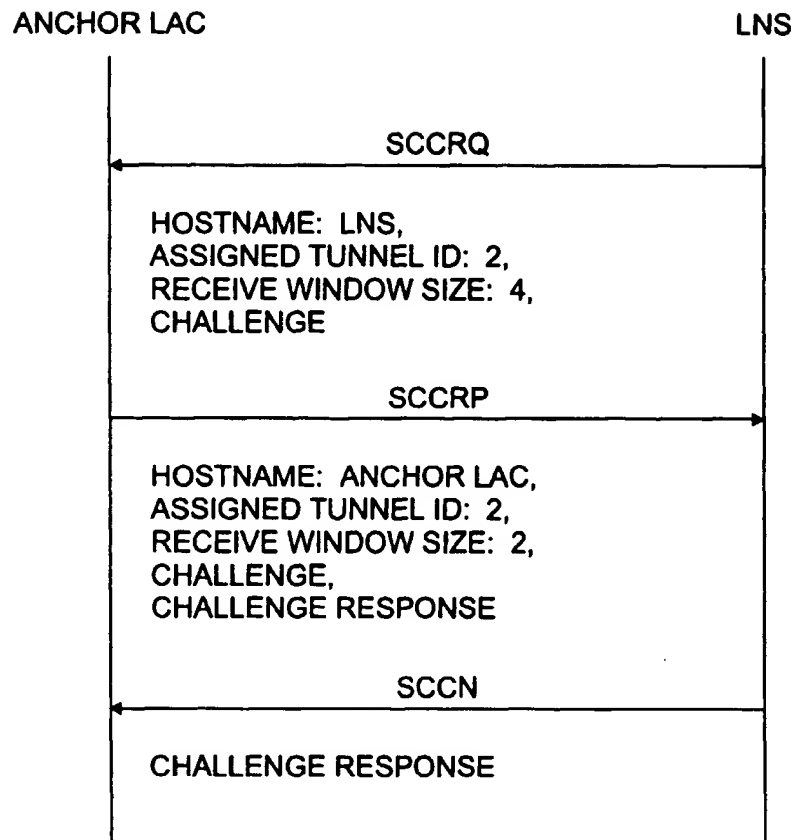 ANCHOR LAC
LNS
SCCRQ
HOSTNAME: LNS,
ASSIGNED TUNNEL ID: 2,
RECEIVE WINDOW SIZE: 4,
CHALLENGE
SCCRP
HOSTNAME: ANCHOR LAC,
ASSIGNED TUNNEL ID: 2,
RECEIVE WINDOW SIZE: 2,
CHALLENGE,
CHALLENGE RESPONSE
SCCN
CHALLENGE RESPONSE